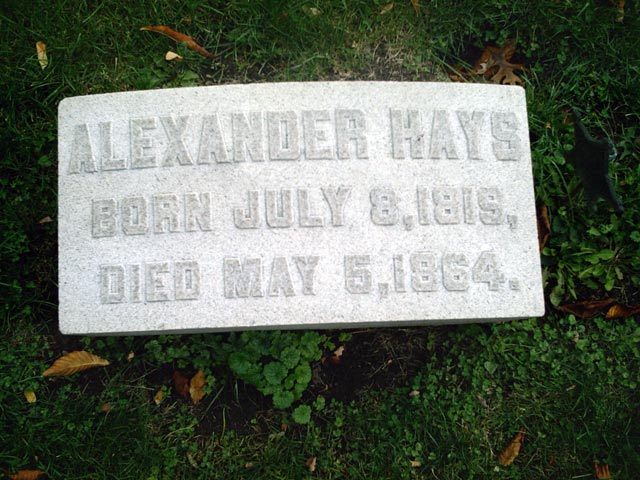 ALEXANDER HAYS
BORN JULY 8,1819,
DIED MAY 5,1864.